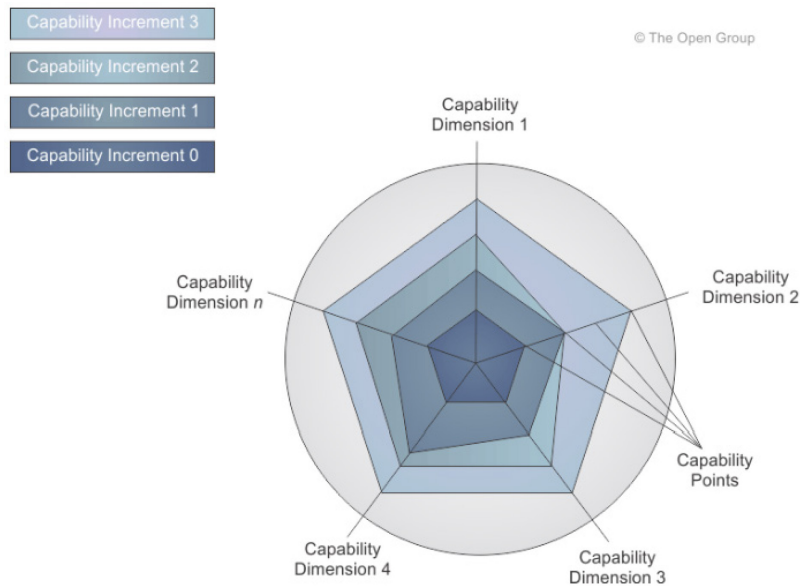 Capability Increment 3
Capability Increment 2
Capability Increment 1
Capability Increment 0
© The Open Group
Capability
Dimension 1
Capability
Dimension 2
Capability
Dimension n
Capability
Points
Capability
Dimension 4
Capability
Dimension 3